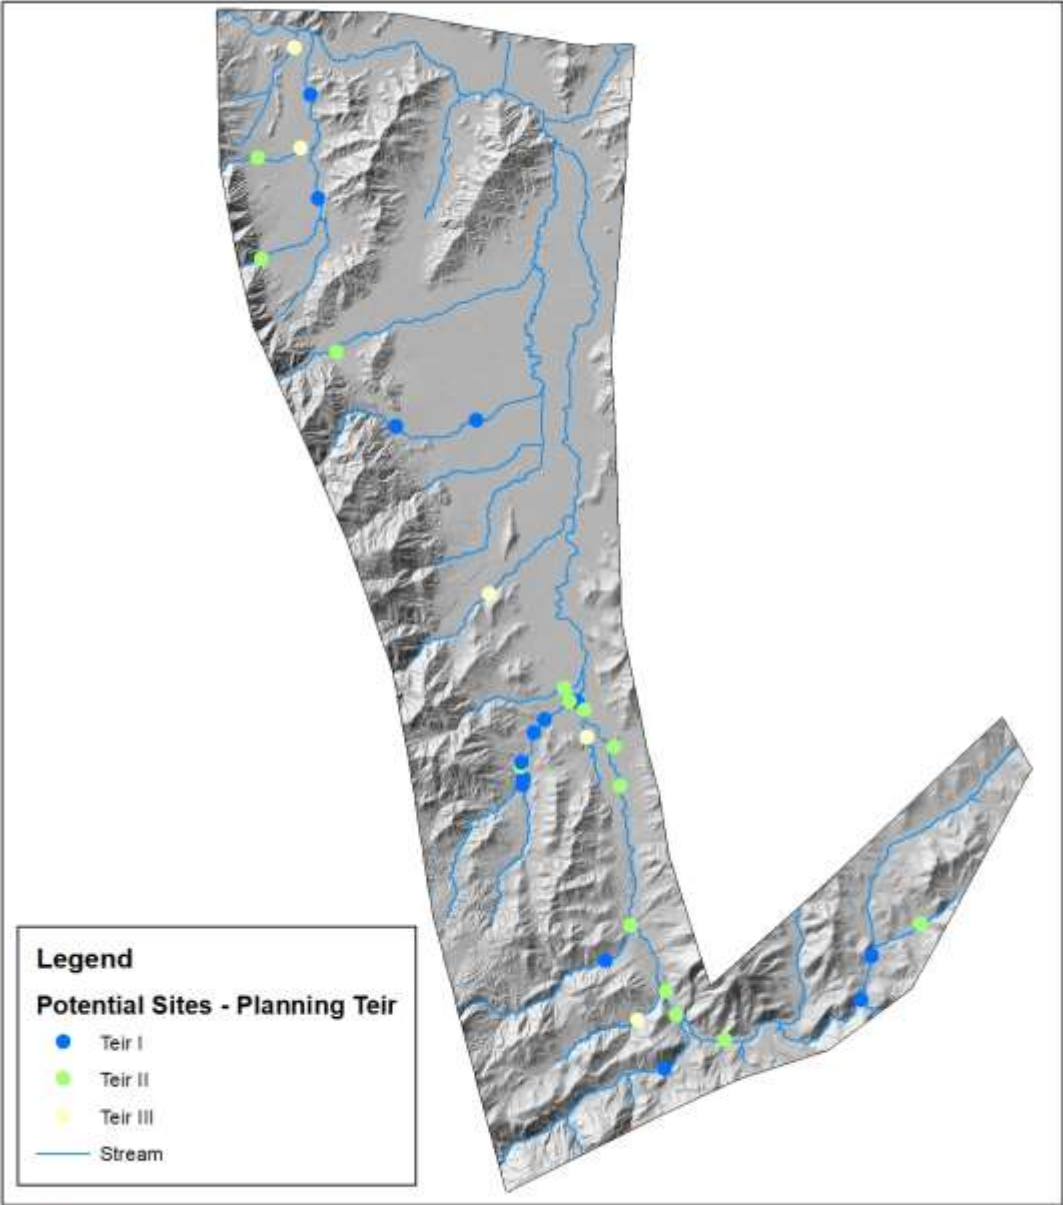 Legend
Potential Sites - Planning Teir
Teir I
Teir II
Teir III
Stream